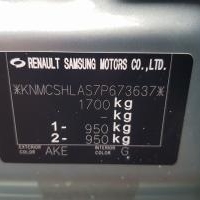 RENAULT SAMSUNG MOTORS CO.,LTD.
*KNMCSHLAS7P673637*
1700 kg
- kg
1- 950 kg
2- 950 kg
EXTERIOR COLOR AKE INTERIOR COLOR G